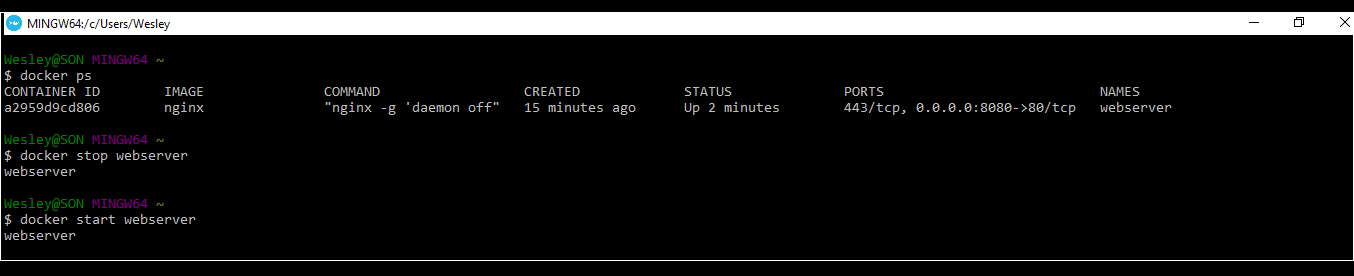 MINGW64:/c/Users/Wesley
Wesley@SON MINGW64 ~
$ docker ps
CONTAINER ID        IMAGE               COMMAND                  CREATED             STATUS              PORTS                           NAMES
a2959d9cd806        nginx               "nginx -g 'daemon off"   15 minutes ago      Up 2 minutes        443/tcp, 0.0.0.0:8080->80/tcp   webserver
Wesley@SON MINGW64 ~
$ docker stop webserver
webserver
Wesley@SON MINGW64 ~
$ docker start webserver
webserver